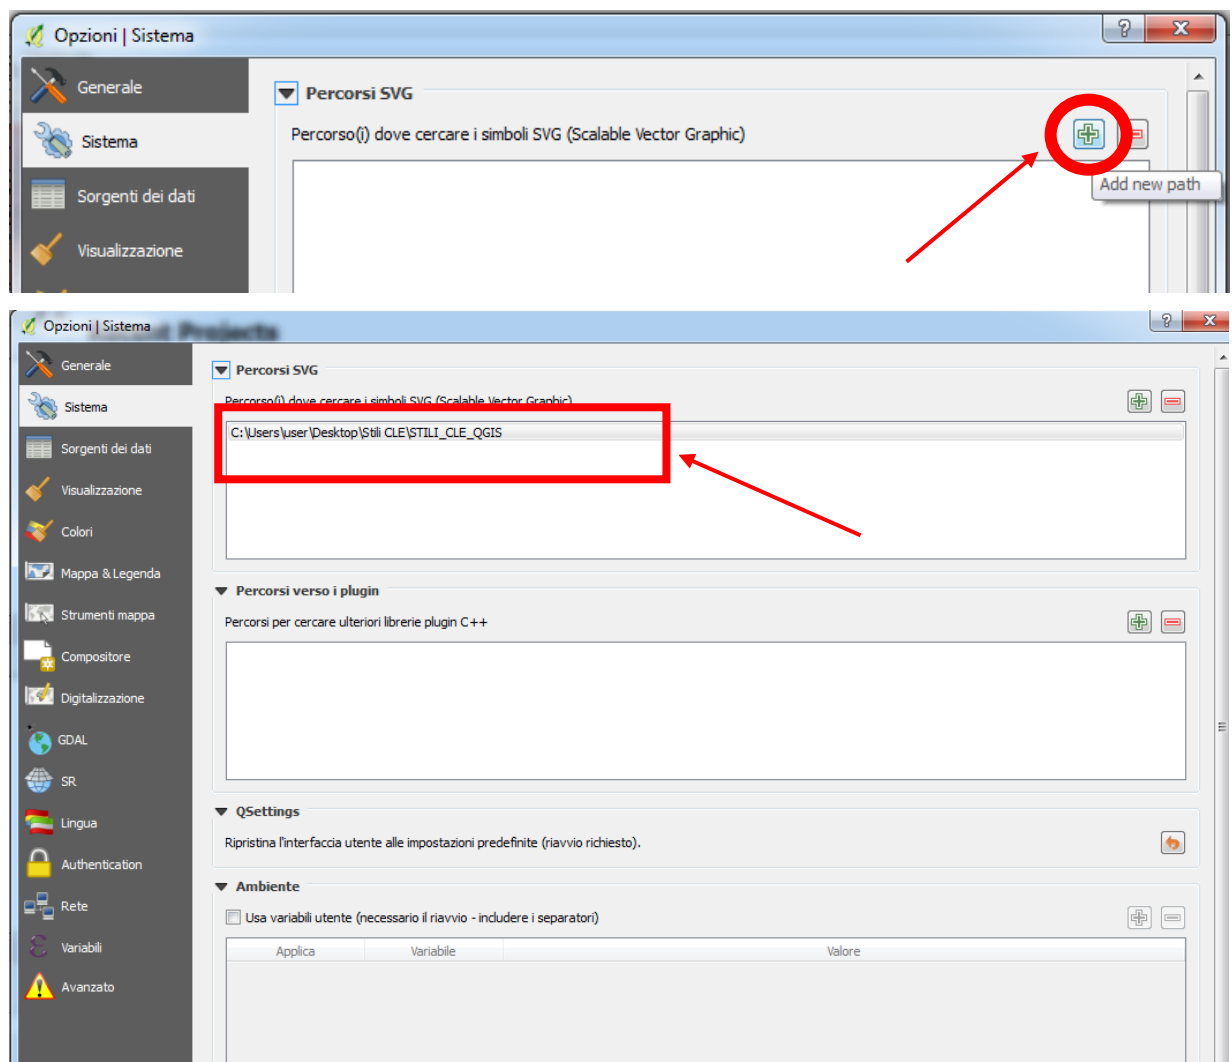 Opzioni | Sistema
Generale
Sistema
Sorgenti dei dati
Visualizzazione
Percorsi SVG
Percorso(i) dove cercare i simboli SVG (Scalable Vector Graphic)
Add new path
Opzioni | Sistema
Recent Projects
Generale
Sistema
Sorgenti dei dati
Visualizzazione
Colori
Mappa & Legenda
Strumenti mappa
Compositore
Digitalizzazione
GDAL
SR
Lingua
Authentication
Rete
Variabili
Avanzato
Percorsi SVG
Percorso(i) dove cercare i simboli SVG (Scalable Vector Graphic)
C:\Users\user\Desktop\Stili CLE\STILI_CLE_QGIS
Percorsi verso i plugin
Percorsi per cercare ulteriori librerie plugin C++
QSettings
Ripristina l'interfaccia utente alle impostazioni predefinite (riavvio richiesto).
Ambiente
Usa variabili utente (necessario il riavvio - includere i separatori)
Applica Variabile Valore